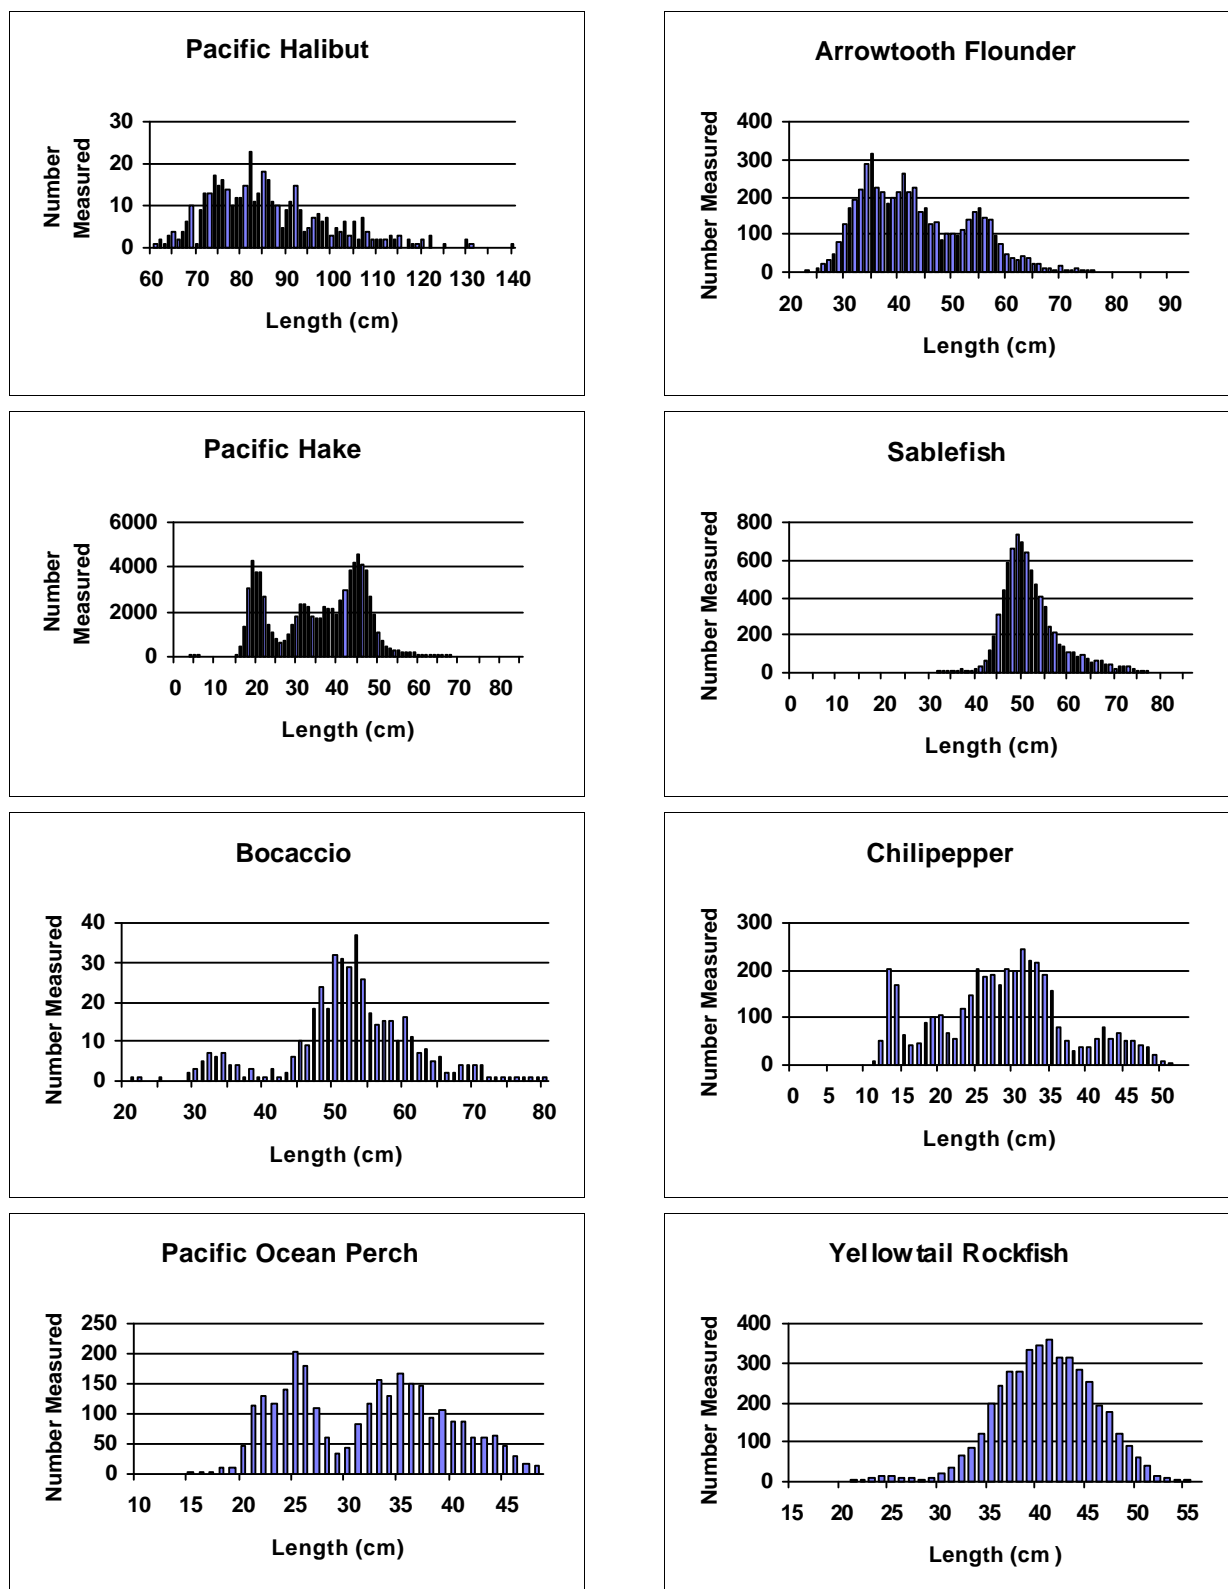 Pacific Halibut
Number
Measured
30
20
10
0
60 70 80 90 100 110 120 130 140
Length (cm)
Arrowtooth Flounder
Number Measured
400
300
200
100
0
20 30 40 50 60 70 80 90
Length (cm)
Pacific Hake
Number
Measured
6000
4000
2000
0
0 10 20 30 40 50 60 70 80
Length (cm)
Sablefish
Number Measured
800
600
400
200
0
0 10 20 30 40 50 60 70 80
Length (cm)
Bocaccio
Number Measured
40
30
20
10
0
20 30 40 50 60 70 80
Length (cm)
Chilipepper
Number Measured
300
200
100
0
0 5 10 15 20 25 30 35 40 45 50
Length (cm)
Pacific Ocean Perch
Number Measured
250
200
150
100
50
0
10 15 20 25 30 35 40 45
Length (cm)
Yellowtail Rockfish
Number Measured
400
300
200
100
0
15 20 25 30 35 40 45 50 55
Length (cm )